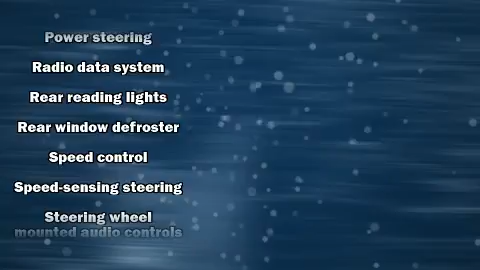 Power steering
Radio data system
Rear reading lights
Rear window defroster
Speed control
Speed-sensing steering
Steering wheel
mounted audio controls